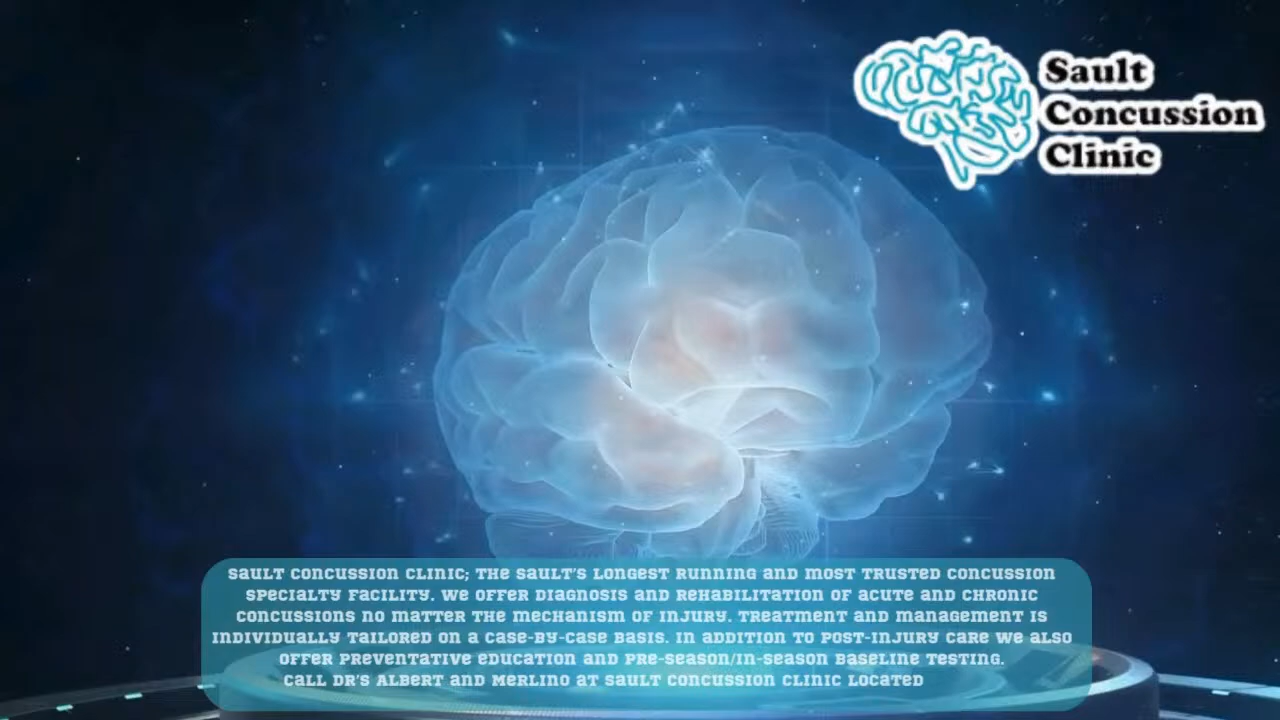 Sault
Concussion
Clinic
SAULT CONCUSSION CLINIC; THE SAULT'S LONGEST RUNNING AND MOST TRUSTED CONCUSSION
SPECIALTY FACILITY. WE OFFER DIAGNOSIS AND REHABILITATION OF ACUTE AND CHRONIC
CONCUSSIONS NO MATTER THE MECHANISM OF INJURY. TREATMENT AND MANAGEMENT IS
INDIVIDUALLY TAILORED ON A CASE-BY-CASE BASIS. IN ADDITION TO POST-INJURY CARE WE ALSO
OFFER PREVENTATIVE EDUCATION AND PRE-SEASON/IN-SEASON BASELINE TESTING.
CALL DR'S ALBERT AND MERLINO AT SAULT CONCUSSION CLINIC LOCATED